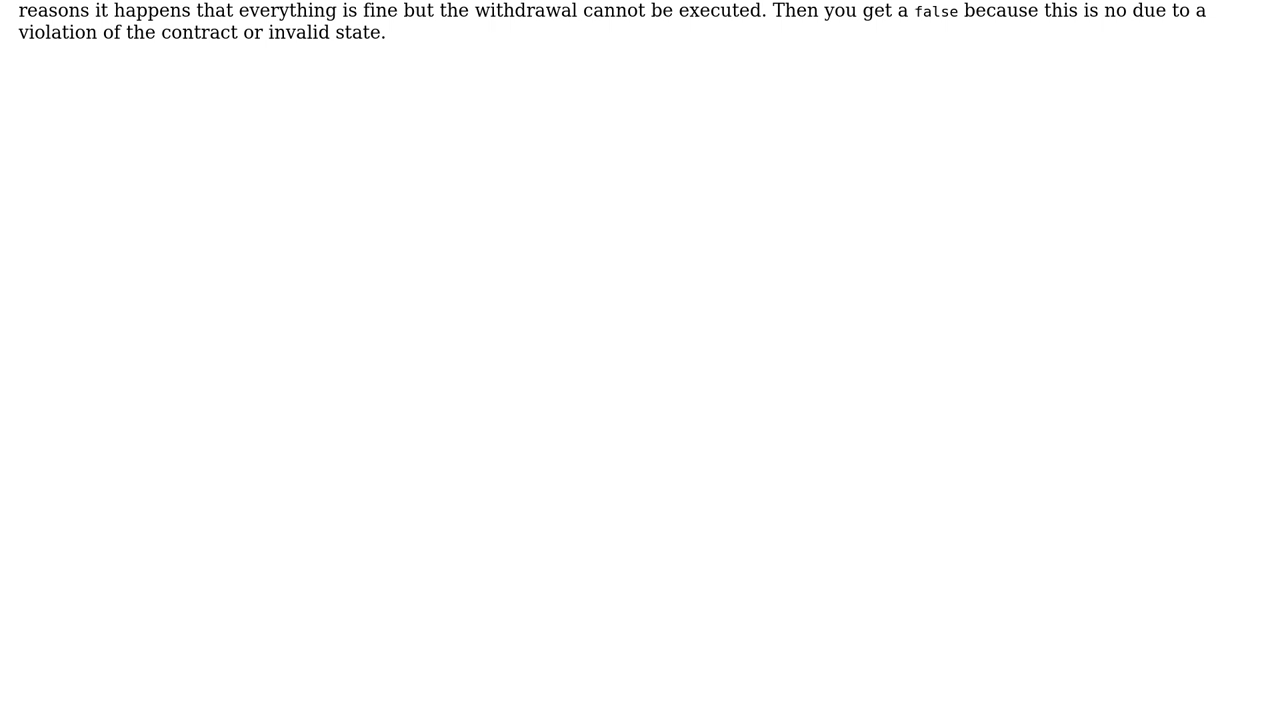 reasons it happens that everything is fine but the withdrawal cannot be executed. Then you get a false because this is no due to a
violation of the contract or invalid state.